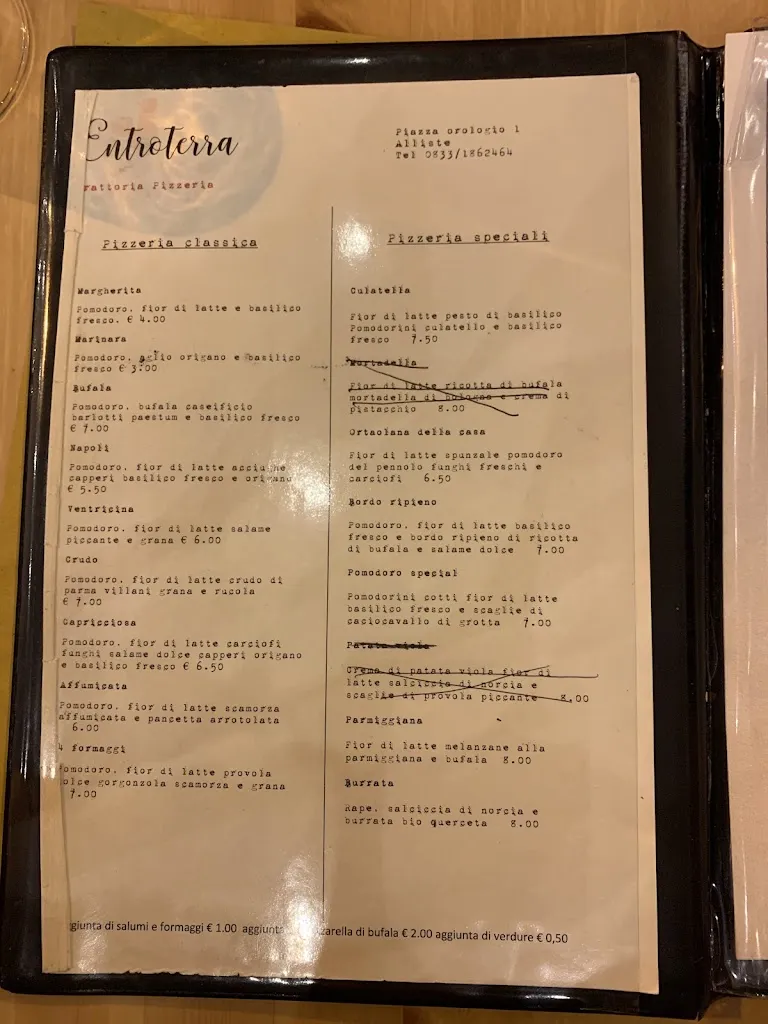 Entroterra
rattoria Pizzeria
Piazza orologio 1
Alliste
Tel 0833/1862464
Pizzeria classica
Margherita
Pomodoro. fior di latte e basilico
fresco. € 4.00
Marinara
Pomodoro. aglio origano e basilico
fresco € 3.00
Bufala
Pomodoro. bufala caseificio
barlotti paestum e basilico fresco
€ 7.00
Napoli
Pomodoro. fior di latte acciughe
capperi basilico fresco e origano
€ 5.50
Ventricina
Pomodoro. fior di latte salame
piccante e grana € 6.00
Crudo
Pomodoro. fior di latte crudo di
parma villani grana e rucola
€ 7.00
Capricciosa
Pomodoro. fior di latte carciofi
funghi salame dolce capperi origano
e basilico fresco € 6.50
Affumicata
Pomodoro. fior di latte scamorza
affumicata e pancetta arrotolata
6.00
4 formaggi
Pomodoro. fior di latte provola
olce gorgonzola scamorza e grana
7.00
Pizzeria speciali
Culatella
Fior di latte pesto di basilico
Pomodorini culatello e basilico
fresco 7.50
Mortadella
Fior di latte ricotta di bufala
mortadella di bologna e crema di
pistacchio 8.00
Ortaolana della casa
Fior di latte spunzale pomodoro
del pennolo funghi freschi e
carciofi 6.50
Bordo ripieno
Pomodoro. fior di latte basilico
fresco e bordo ripieno di ricotta
di bufala e salame dolce 7.00
Pomodoro special
Pomodorini cotti fior di latte
basilico fresco e scaglie di
caciocavallo di grotta 7.00
Patata viola
Crema di patata viola fior di
latte salciccia di norcia e
scaglie di provola piccante 8.00
Parmiggiana
Fior di latte melanzane alla
parmiggiana e bufala 8.00
Burrata
Rape. salciccia di norcia e
burrata bio querceta 8.00
giunta di salumi e formaggi € 1.00 aggiunt zarella di bufala € 2.00 aggiunta di verdure € 0,50